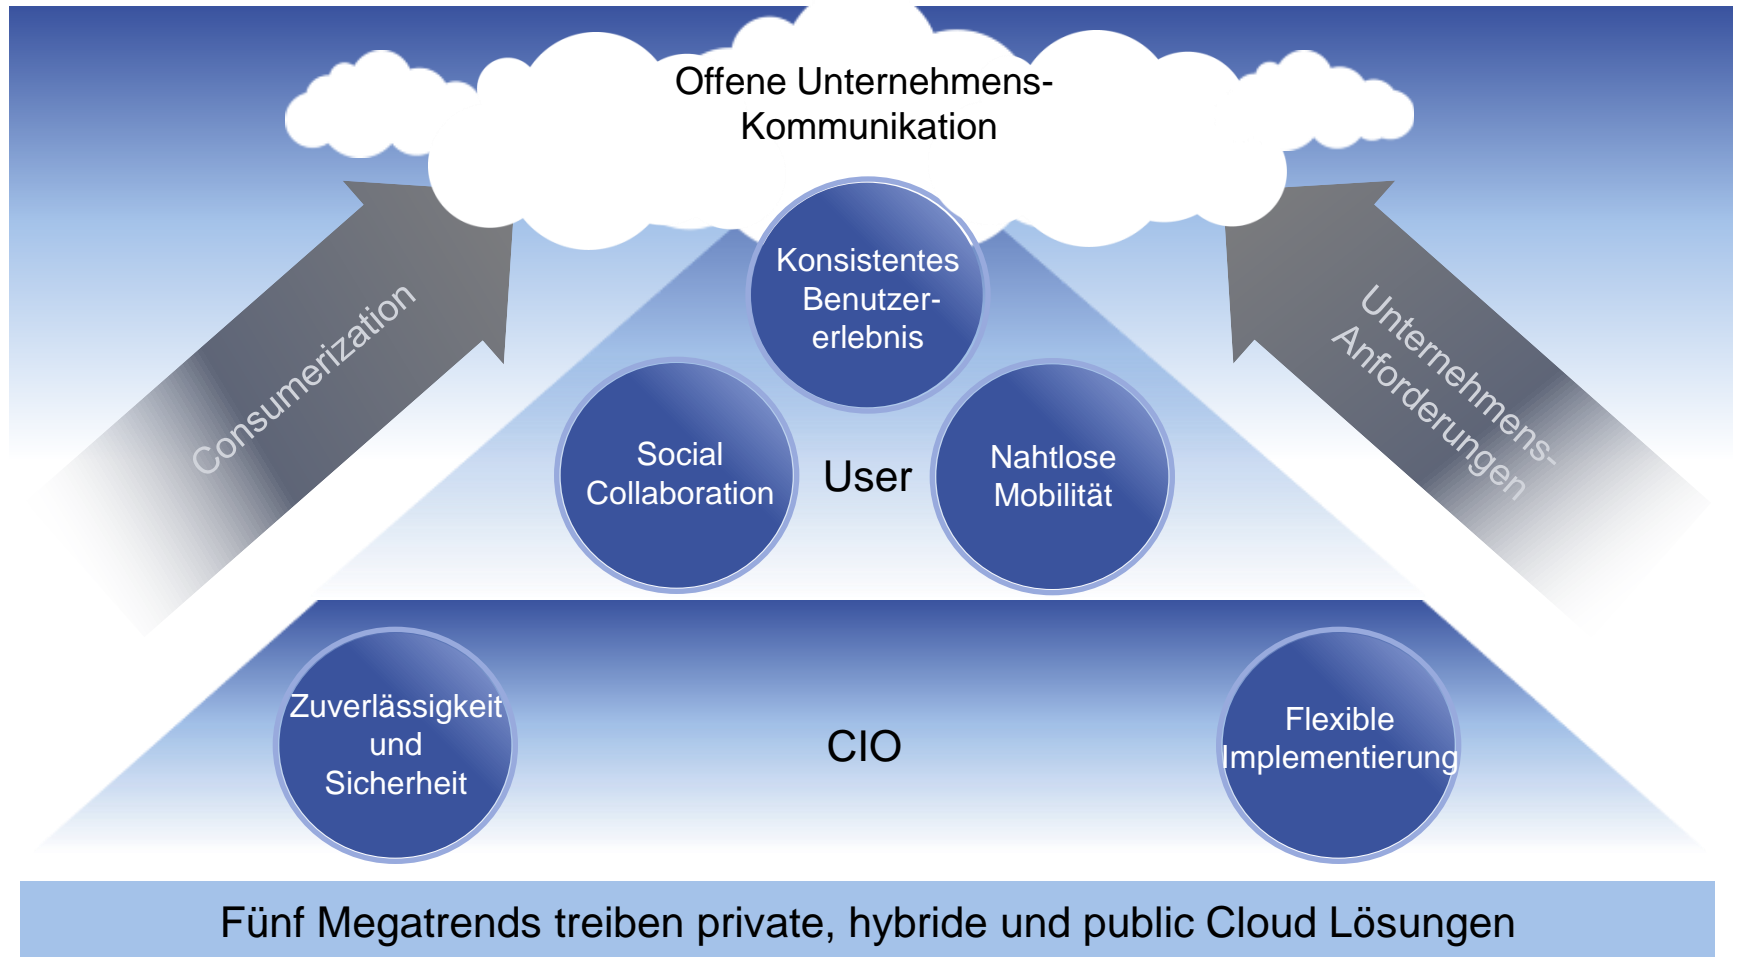 Offene Unternehmens-
Kommunikation
Konsistentes
Benutzer-
erlebnis
Consumerization
Unternehmens-
Anforderungen
Social
Collaboration
User
Nahtlose
Mobilität
Zuverlässigkeit
und
Sicherheit
CIO
Flexible
Implementierung
Fünf Megatrends treiben private, hybride und public Cloud Lösungen